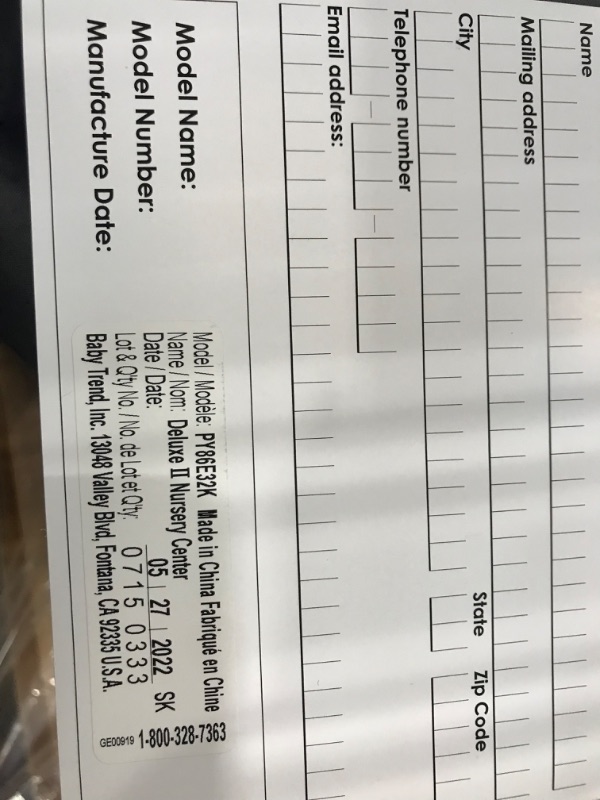 Name
Mailing address
City
State
Zip Code
Telephone number
Email address:
Model Name:
Model Number:
Manufacture Date:
Model / Modèle: PY86E32K Made in China Fabriqué en Chine
Name / Nom: Deluxe II Nursery Center
Date / Date: 05 27 2022 SK
Lot & Q'ty No. / No. de Lot et Q'ty: 0715 0333
Baby Trend, Inc. 13048 Valley Blvd, Fontana, CA 92335 U.S.A.
1-800-328-7363
GE00919